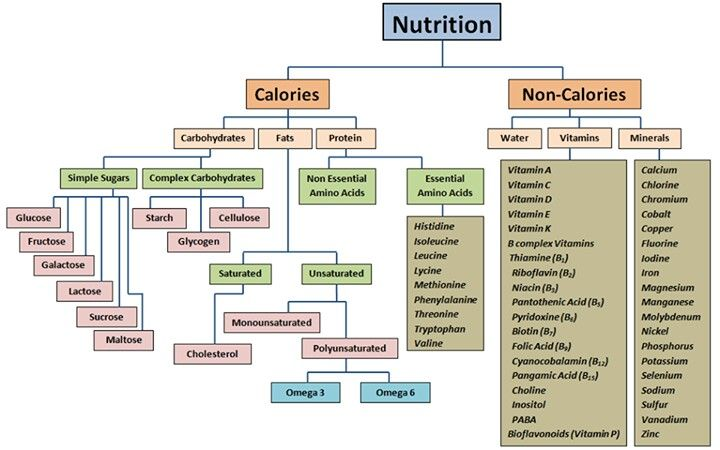 Nutrition
Calories
Non-Calories
Carbohydrates
Fats
Protein
Water
Vitamins
Minerals
Simple Sugars
Complex Carbohydrates
Non Essential
Amino Acids
Essential
Amino Acids
Glucose
Fructose
Galactose
Lactose
Sucrose
Maltose
Starch
Cellulose
Glycogen
Saturated
Unsaturated
Cholesterol
Monounsaturated
Polyunsaturated
Omega 3
Omega 6
Histidine
Isoleucine
Leucine
Lycine
Methionine
Phenylalanine
Threonine
Tryptophan
Valine
Vitamin A
Vitamin C
Vitamin D
Vitamin E
Vitamin K
B complex Vitamins
Thiamine (B₁)
Riboflavin (B₂)
Niacin (B₃)
Pantothenic Acid (B₅)
Pyridoxine (B₆)
Biotin (B₇)
Folic Acid (B₉)
Cyanocobalamin (B₁₂)
Pangamic Acid (B₁₅)
Choline
Inositol
PABA
Bioflavonoids (Vitamin P)
Calcium
Chlorine
Chromium
Cobalt
Copper
Fluorine
Iodine
Iron
Magnesium
Manganese
Molybdenum
Nickel
Phosphorus
Potassium
Selenium
Sodium
Sulfur
Vanadium
Zinc